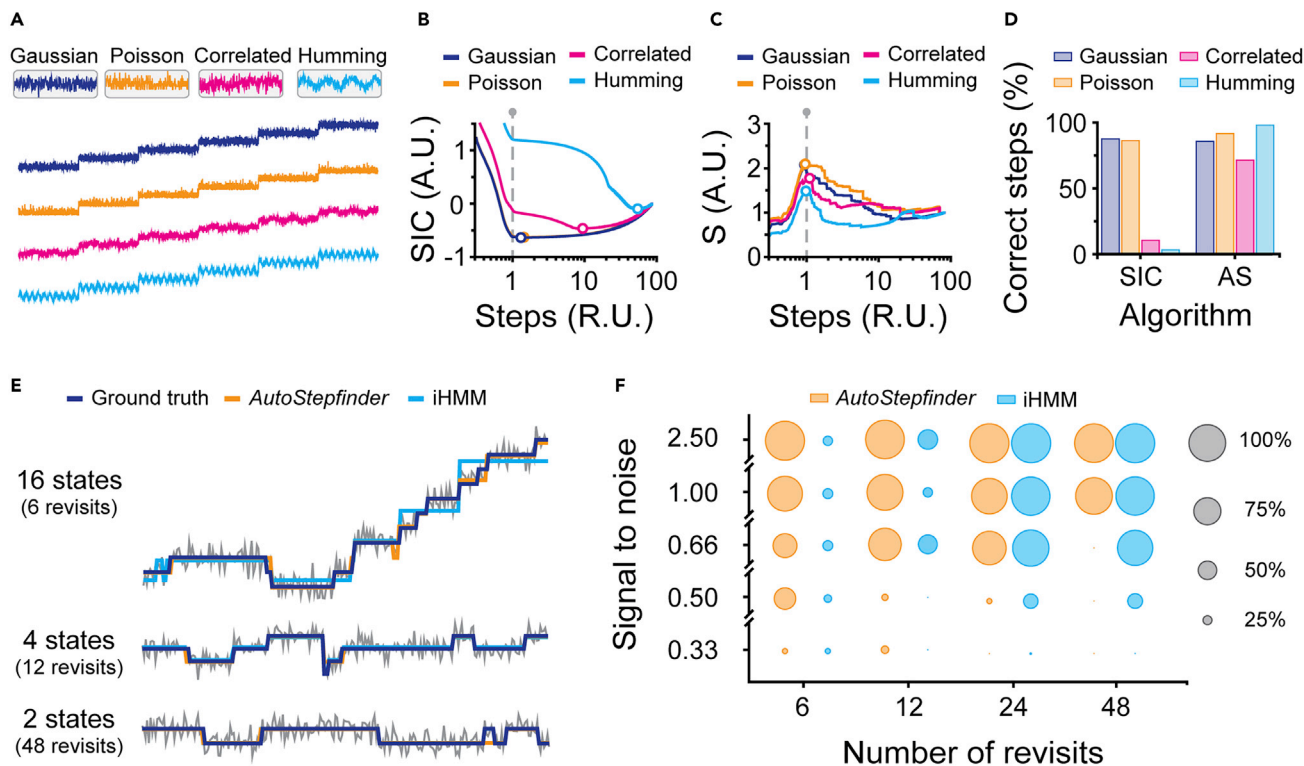 A
Gaussian Poisson Correlated Humming
B
Gaussian Correlated
Poisson Humming
SIC (A.U.)
1
0
-1
1 10 100
Steps (R.U.)
C
Gaussian Correlated
Poisson Humming
S (A.U.)
3
2
1
0
1 10 100
Steps (R.U.)
D
Gaussian Correlated
Poisson Humming
Correct steps (%)
100
50
0
SIC AS
Algorithm
E
Ground truth AutoStepfinder iHMM
16 states
(6 revisits)
4 states
(12 revisits)
2 states
(48 revisits)
F
AutoStepfinder iHMM
Signal to noise
2.50
1.00
0.66
0.50
0.33
6 12 24 48
Number of revisits
100%
75%
50%
25%